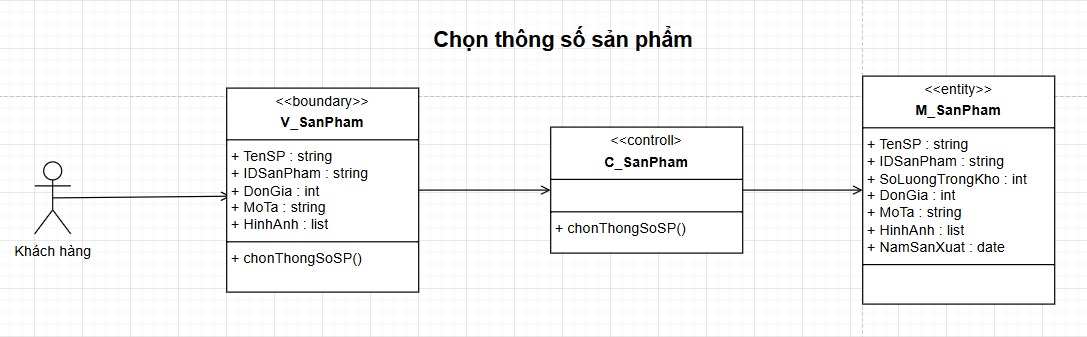 Chọn thông số sản phẩm
<<boundary>>
V_SanPham
+ TenSP : string
+ IDSanPham : string
+ DonGia : int
+ MoTa : string
+ HinhAnh : list
+ chonThongSoSP()
Khách hàng
<<controll>>
C_SanPham
+ chonThongSoSP()
<<entity>>
M_SanPham
+ TenSP : string
+ IDSanPham : string
+ SoLuongTrongKho : int
+ DonGia : int
+ MoTa : string
+ HinhAnh : list
+ NamSanXuat : date